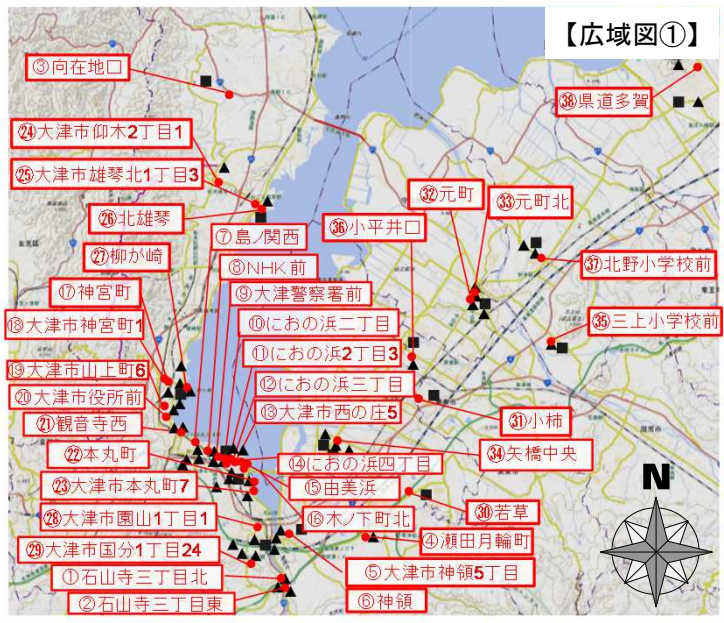 【広域図①】
③向在地口
㊳県道多賀
㉔大津市仰木2丁目1
㉕大津市雄琴北1丁目3
㉜元町
㉝元町北
㉖北雄琴
⑦島ノ関西
㊱小平井口
㉗柳が崎
⑧NHK前
㊲北野小学校前
⑰神宮町
⑨大津警察署前
⑱大津市神宮町1
⑩におの浜二丁目
㉟三上小学校前
⑪におの浜2丁目3
⑲大津市山上町6
⑫におの浜三丁目
⑳大津市役所前
⑬大津市西の庄5
㉛小柿
㉑観音寺西
㉒本丸町
㉞矢橋中央
⑭におの浜四丁目
㉓大津市本丸町7
⑮由美浜
㉘大津市園山1丁目1
⑯木ノ下町北
㉚若草
㉙大津市国分1丁目24
④瀬田月輪町
①石山寺三丁目北
⑤大津市神領5丁目
②石山寺三丁目東
⑥神領
N